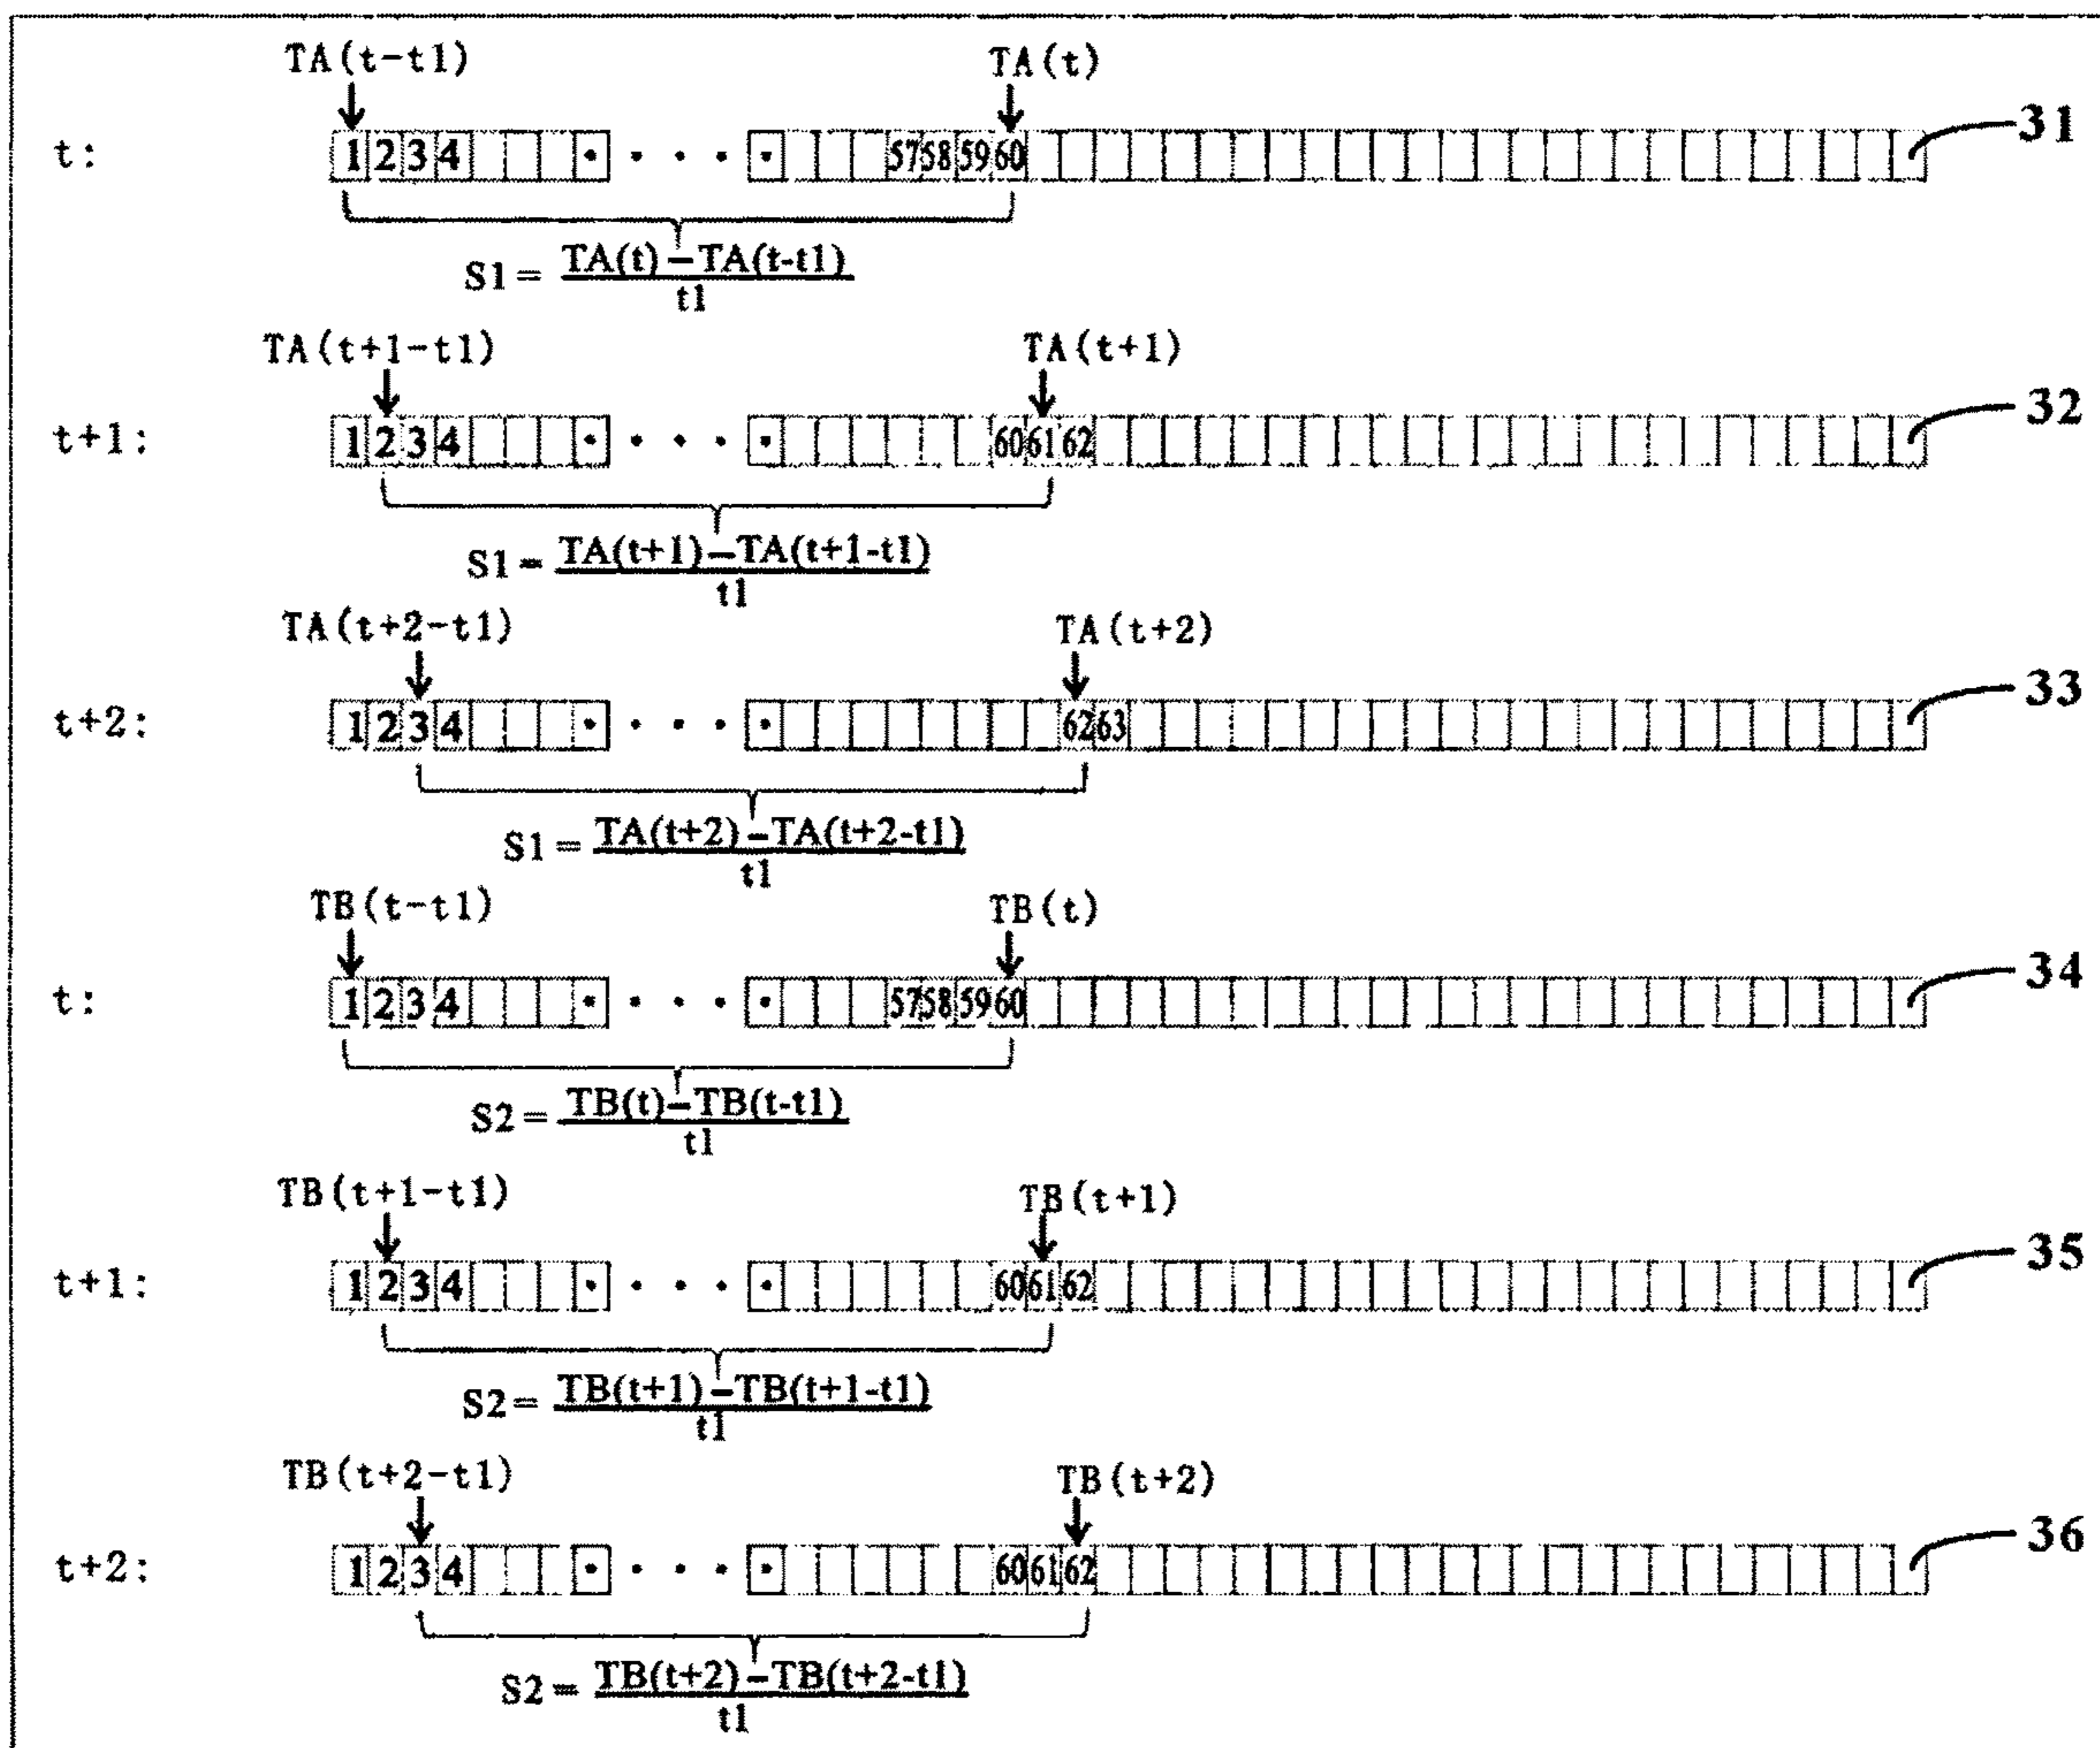 TA(t-t1) TA(t)
t: 1 2 3 4 · · · · · 57 58 59 60 31
S1 = TA(t) – TA(t-t1)
t1
TA(t+1-t1) TA(t+1)
t+1: 1 2 3 4 · · · · · 60 61 62 32
S1 = TA(t+1) – TA(t+1-t1)
t1
TA(t+2-t1) TA(t+2)
t+2: 1 2 3 4 · · · · · 62 63 33
S1 = TA(t+2) – TA(t+2-t1)
t1
TB(t-t1) TB(t)
t: 1 2 3 4 · · · · · 57 58 59 60 34
S2 = TB(t) – TB(t-t1)
t1
TB(t+1-t1) TB(t+1)
t+1: 1 2 3 4 · · · · · 60 61 62 35
S2 = TB(t+1) – TB(t+1-t1)
t1
TB(t+2-t1) TB(t+2)
t+2: 1 2 3 4 · · · · · 60 61 62 36
S2 = TB(t+2) – TB(t+2-t1)
t1